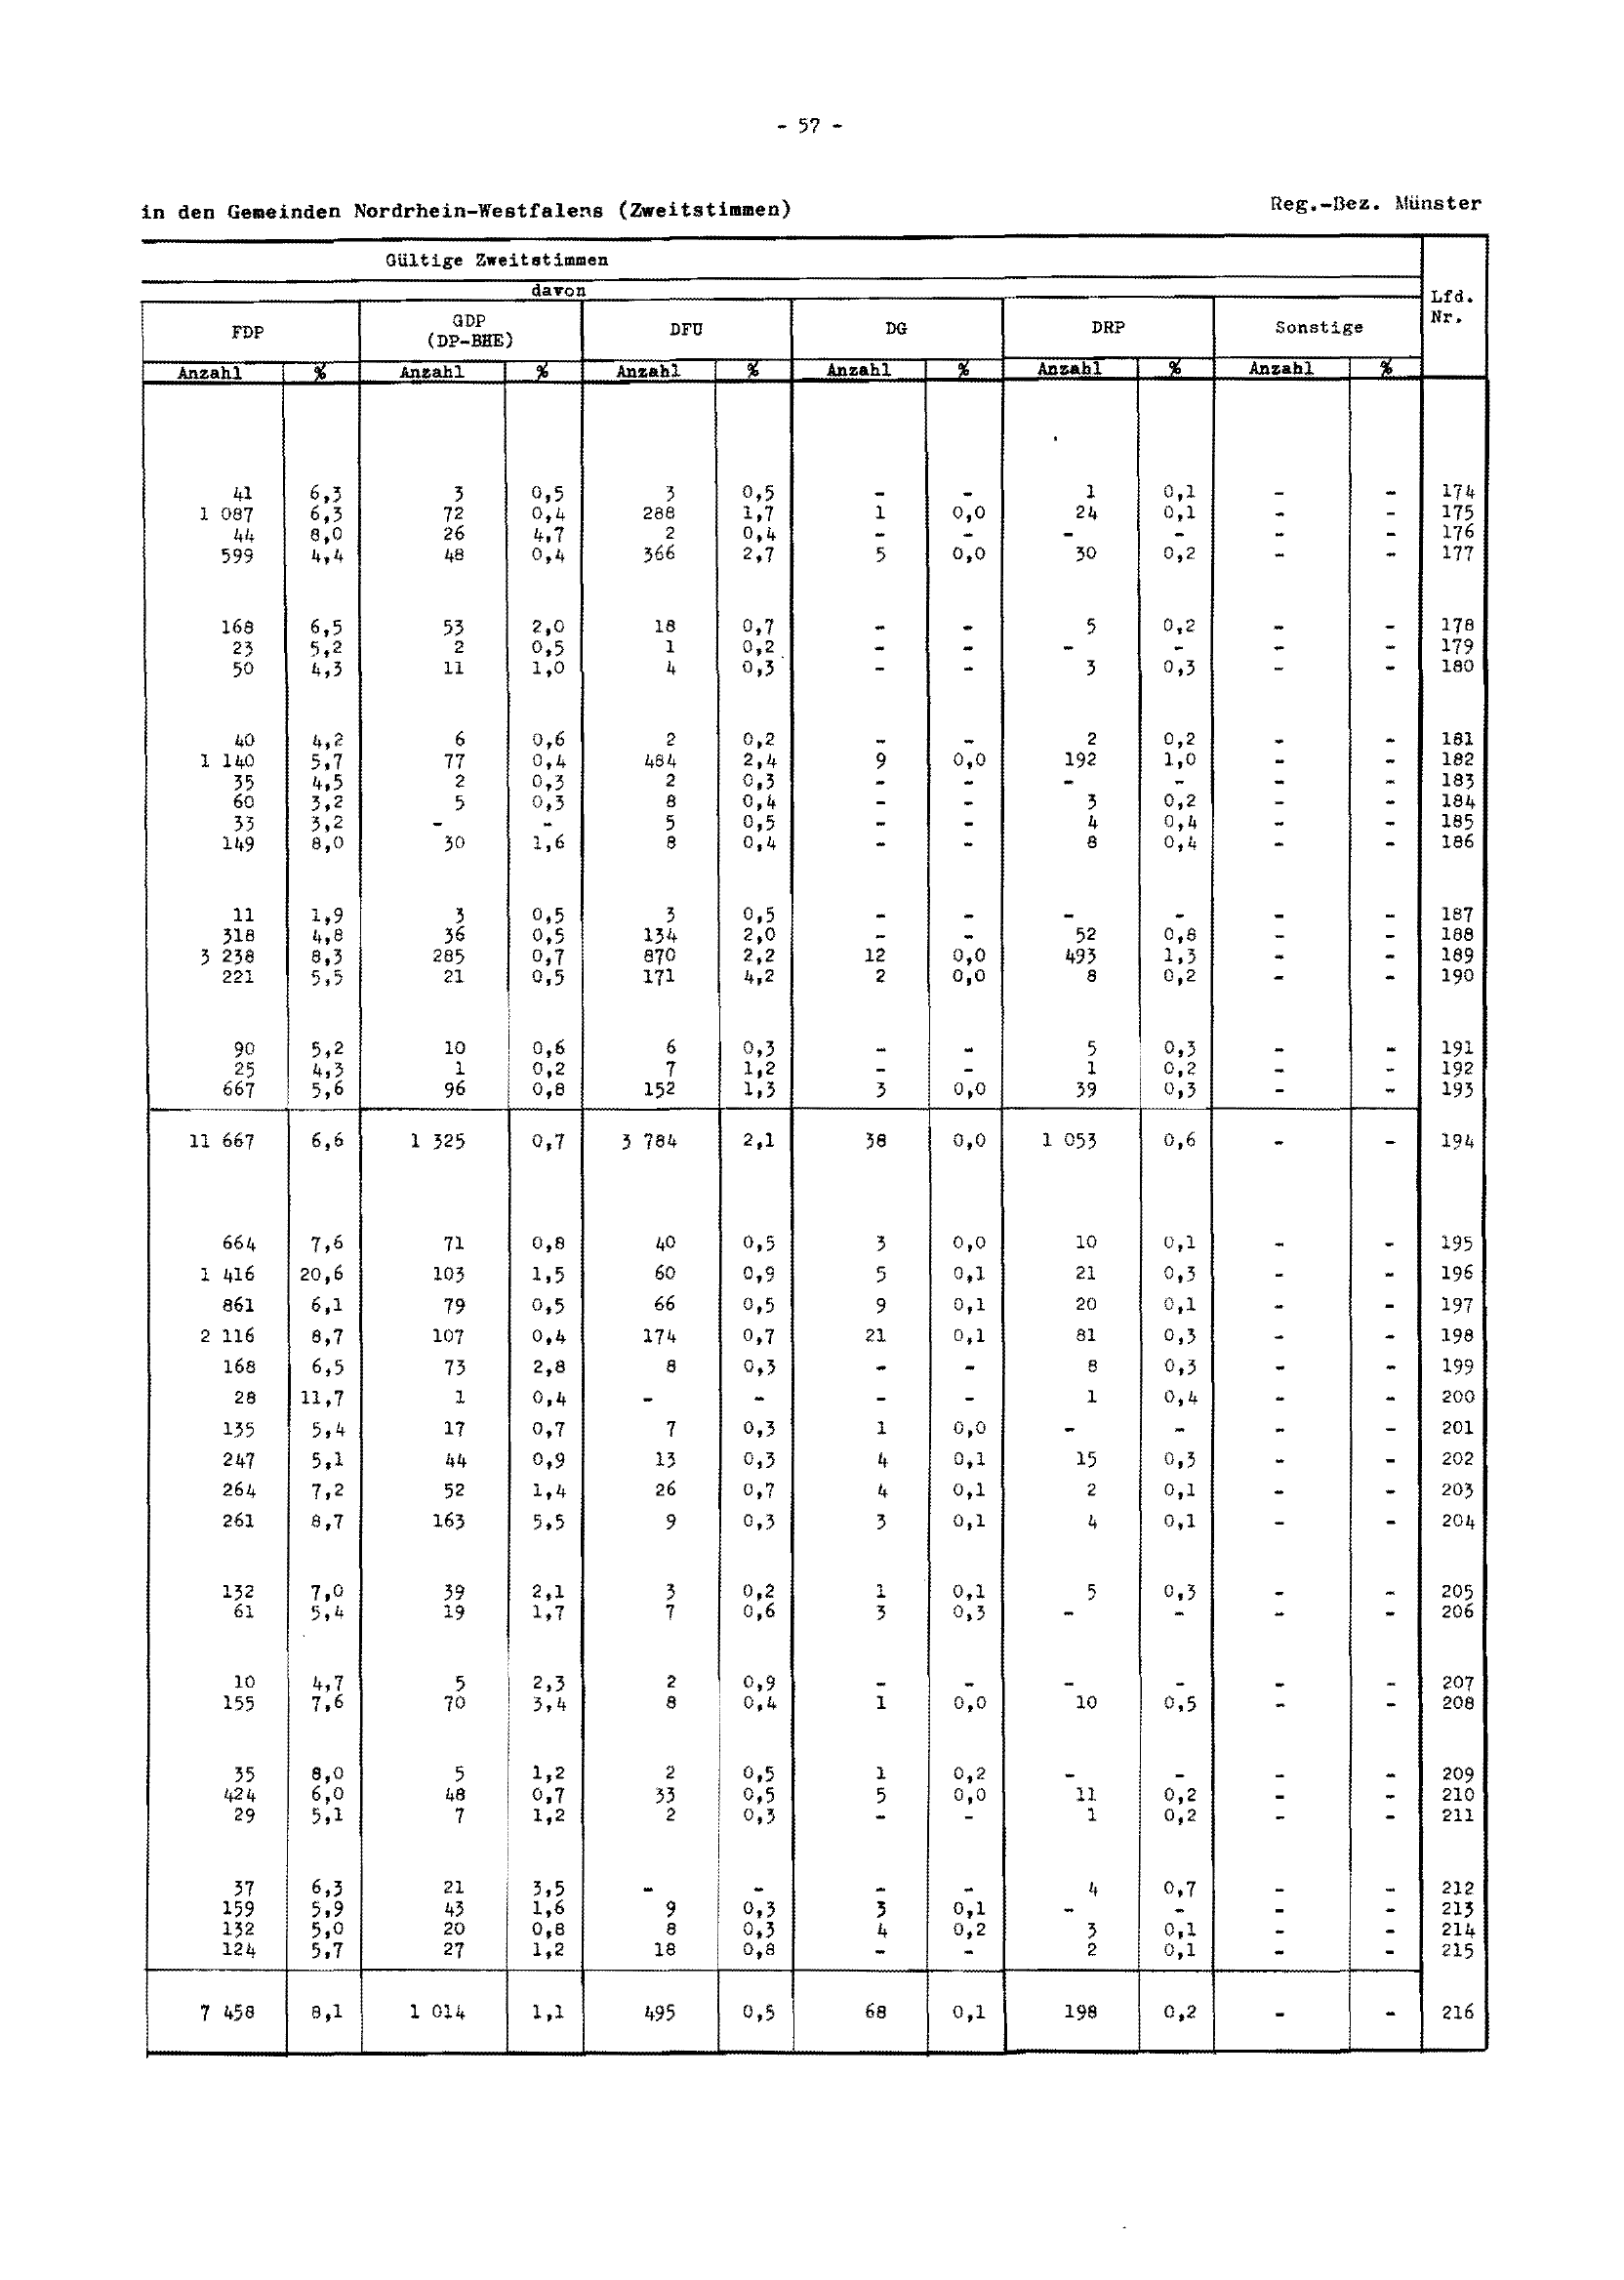 - 57 -
in den Gemeinden Nordrhein-Westfalens (Zweitstimmen) Reg.-Bez. Münster
Gültige Zweitstimmen
davon
Lfd. Nr.
FDP GDP (DP-BHE) DFU DG DRP Sonstige
Anzahl % Anzahl % Anzahl % Anzahl % Anzahl % Anzahl %
41 6,3 3 0,5 3 0,5 - - 1 0,1 - - 174
1 087 6,3 72 0,4 288 1,7 1 0,0 24 0,1 - - 175
44 8,0 26 4,7 2 0,4 - - - - - - 176
599 4,4 48 0,4 366 2,7 5 0,0 30 0,2 - - 177
168 6,5 53 2,0 18 0,7 - - 5 0,2 - - 178
23 5,2 2 0,5 1 0,2 - - - - - - 179
50 4,3 11 1,0 4 0,3 - - 3 0,3 - - 180
40 4,2 6 0,6 2 0,2 - - 2 0,2 - - 181
1 140 5,7 77 0,4 484 2,4 9 0,0 192 1,0 - - 182
35 4,5 2 0,3 2 0,3 - - - - - - 183
60 3,2 5 0,3 8 0,4 - - 3 0,2 - - 184
33 3,2 - - 5 0,5 - - 4 0,4 - - 185
149 8,0 30 1,6 8 0,4 - - 8 0,4 - - 186
11 1,9 3 0,5 3 0,5 - - - - - - 187
318 4,8 36 0,5 134 2,0 - - 52 0,8 - - 188
3 238 8,3 285 0,7 870 2,2 12 0,0 493 1,3 - - 189
221 5,5 21 0,5 171 4,2 2 0,0 8 0,2 - - 190
90 5,2 10 0,6 6 0,3 - - 5 0,3 - - 191
25 4,3 1 0,2 7 1,2 - - 1 0,2 - - 192
667 5,6 96 0,8 152 1,3 3 0,0 39 0,3 - - 193
11 667 6,6 1 325 0,7 3 784 2,1 38 0,0 1 053 0,6 - - 194
664 7,6 71 0,8 40 0,5 3 0,0 10 0,1 - - 195
1 416 20,6 103 1,5 60 0,9 5 0,1 21 0,3 - - 196
861 6,1 79 0,5 66 0,5 9 0,1 20 0,1 - - 197
2 116 8,7 107 0,4 174 0,7 21 0,1 81 0,3 - - 198
168 6,5 73 2,8 8 0,3 - - 8 0,3 - - 199
28 11,7 1 0,4 - - - - 1 0,4 - - 200
135 5,4 17 0,7 7 0,3 1 0,0 - - - - 201
247 5,1 44 0,9 13 0,3 4 0,1 15 0,3 - - 202
264 7,2 52 1,4 26 0,7 4 0,1 2 0,1 - - 203
261 8,7 163 5,5 9 0,3 3 0,1 4 0,1 - - 204
132 7,0 39 2,1 3 0,2 1 0,1 5 0,3 - - 205
61 5,4 19 1,7 7 0,6 3 0,3 - - - - 206
10 4,7 5 2,3 2 0,9 - - - - - - 207
155 7,6 70 3,4 8 0,4 1 0,0 10 0,5 - - 208
35 8,0 5 1,2 2 0,5 1 0,2 - - - - 209
424 6,0 48 0,7 33 0,5 5 0,0 11 0,2 - - 210
29 5,1 7 1,2 2 0,3 - - 1 0,2 - - 211
37 6,3 21 3,5 - - - - 4 0,7 - - 212
159 5,9 43 1,6 9 0,3 3 0,1 - - - - 213
132 5,0 20 0,8 8 0,3 4 0,2 3 0,1 - - 214
124 5,7 27 1,2 18 0,8 - - 2 0,1 - - 215
7 458 8,1 1 014 1,1 495 0,5 68 0,1 198 0,2 - - 216